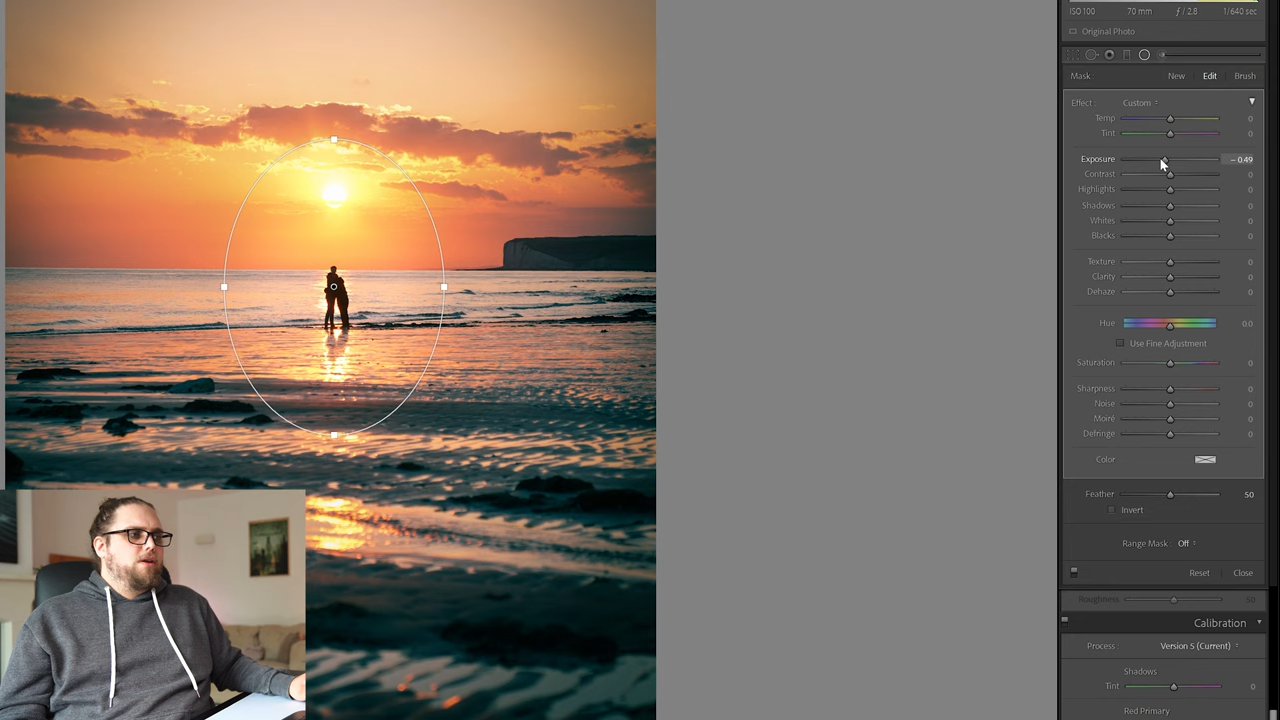 ISO 100 70 mm ƒ / 2.8 1/640 sec
Original Photo
Mask : New Edit Brush
Effect : Custom
Temp 0
Tint 0
Exposure – 0.49
Contrast 0
Highlights 0
Shadows 0
Whites 0
Blacks 0
Texture 0
Clarity 0
Dehaze 0
Hue 0.0
Use Fine Adjustment
Saturation 0
Sharpness 0
Noise 0
Moiré 0
Defringe 0
Color
Feather 50
Invert
Range Mask : Off
Reset Close
Roughness 50
Calibration
Process : Version 5 (Current)
Shadows
Tint 0
Red Primary